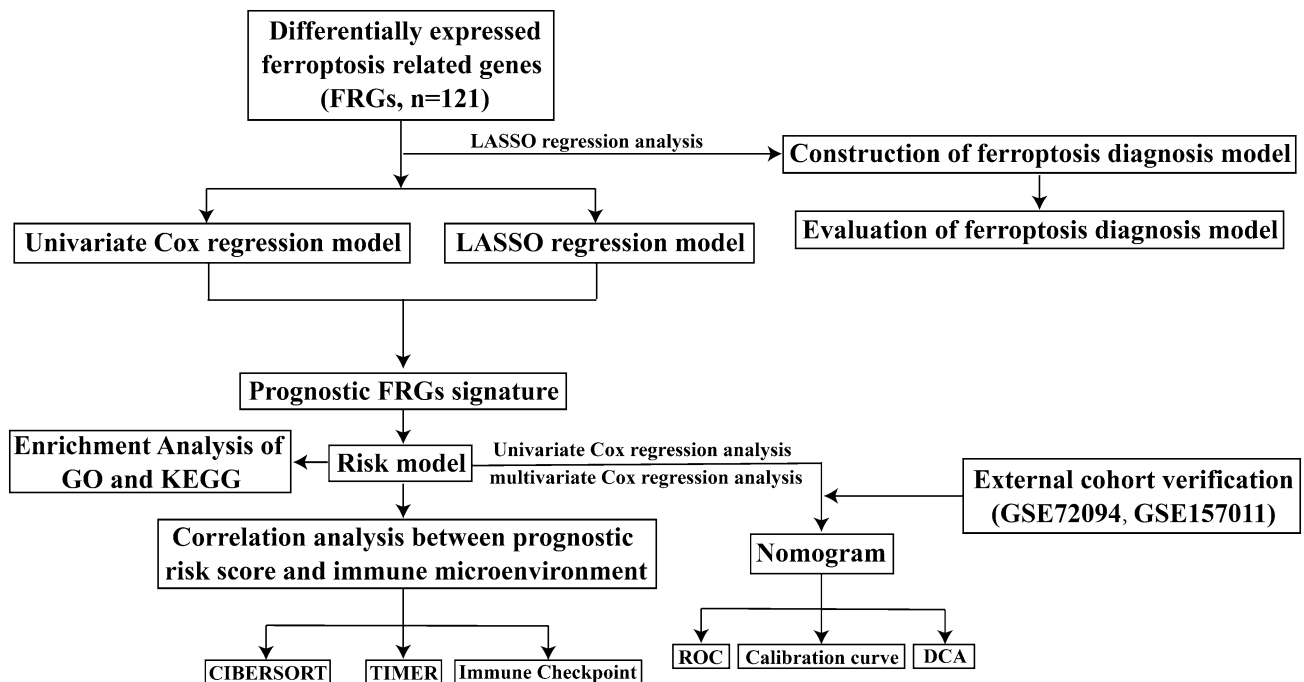 Differentially expressed
ferroptosis related genes
(FRGs, n=121)
LASSO regression analysis
Construction of ferroptosis diagnosis model
Evaluation of ferroptosis diagnosis model
Univariate Cox regression model
LASSO regression model
Prognostic FRGs signature
Enrichment Analysis of
GO and KEGG
Risk model
Univariate Cox regression analysis
multivariate Cox regression analysis
External cohort verification
(GSE72094, GSE157011)
Correlation analysis between prognostic
risk score and immune microenvironment
Nomogram
CIBERSORT
TIMER
Immune Checkpoint
ROC
Calibration curve
DCA